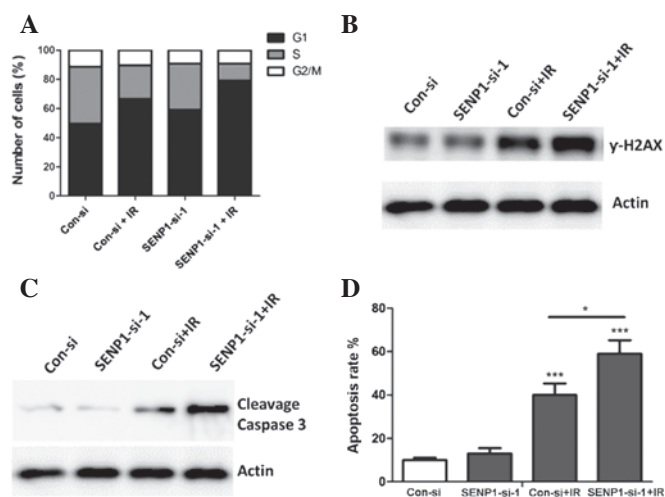 A
G1
S
G2/M
Number of cells (%)
100
80
60
40
20
0
Con-si
Con-si + IR
SENP1-si-1
SENP1-si-1 + IR
B
Con-si
SENP1-si-1
Con-si+IR
SENP1-si-1+IR
γ-H2AX
Actin
C
Con-si
SENP1-si-1
Con-si+IR
SENP1-si-1+IR
Cleavage
Caspase 3
Actin
D
Apoptosis rate %
80
60
40
20
0
*
***
***
Con-si
SENP1-si-1
Con-si+IR
SENP1-si-1+IR